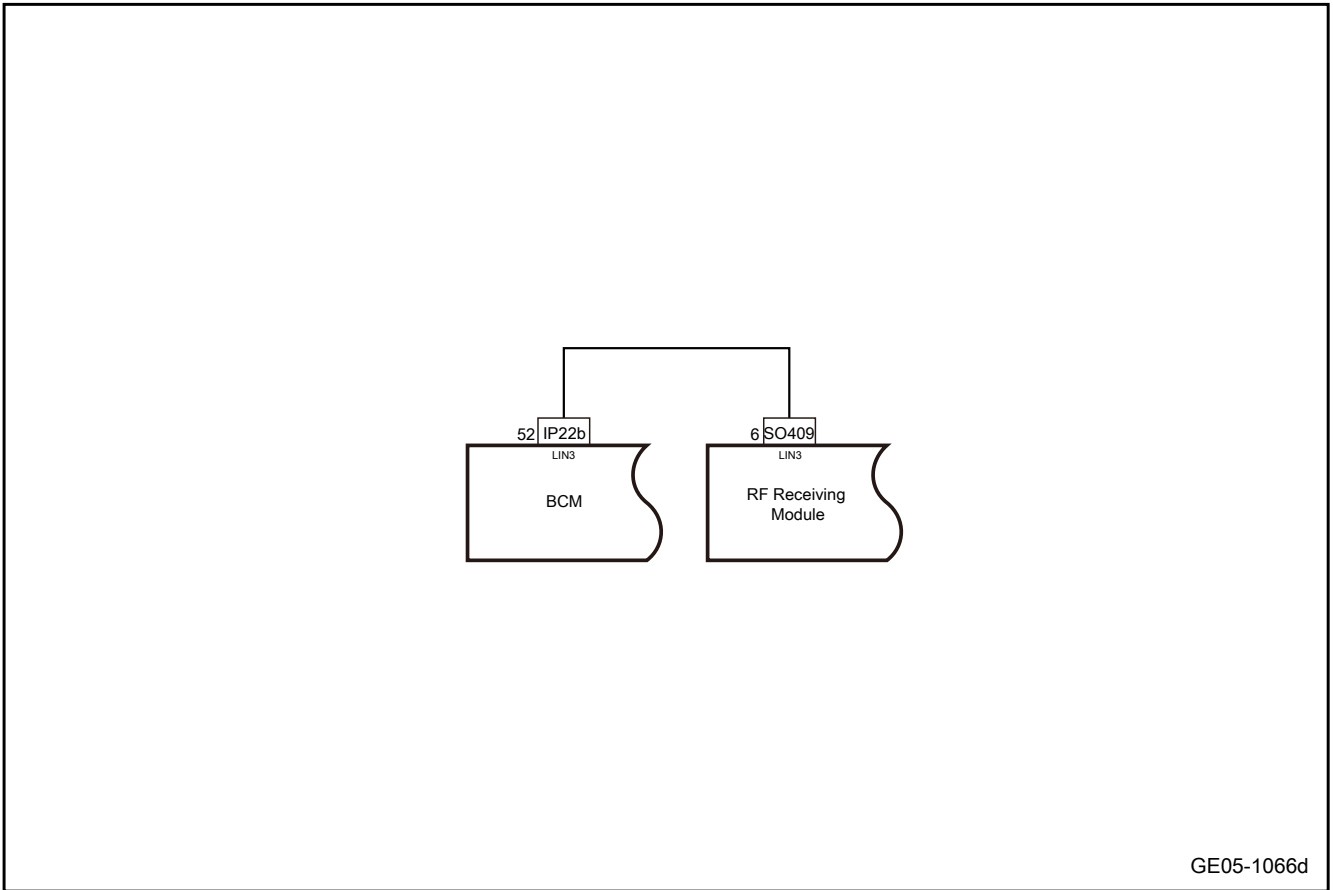 52 IP22b
LIN3
BCM
6 SO409
LIN3
RF Receiving
Module
GE05-1066d